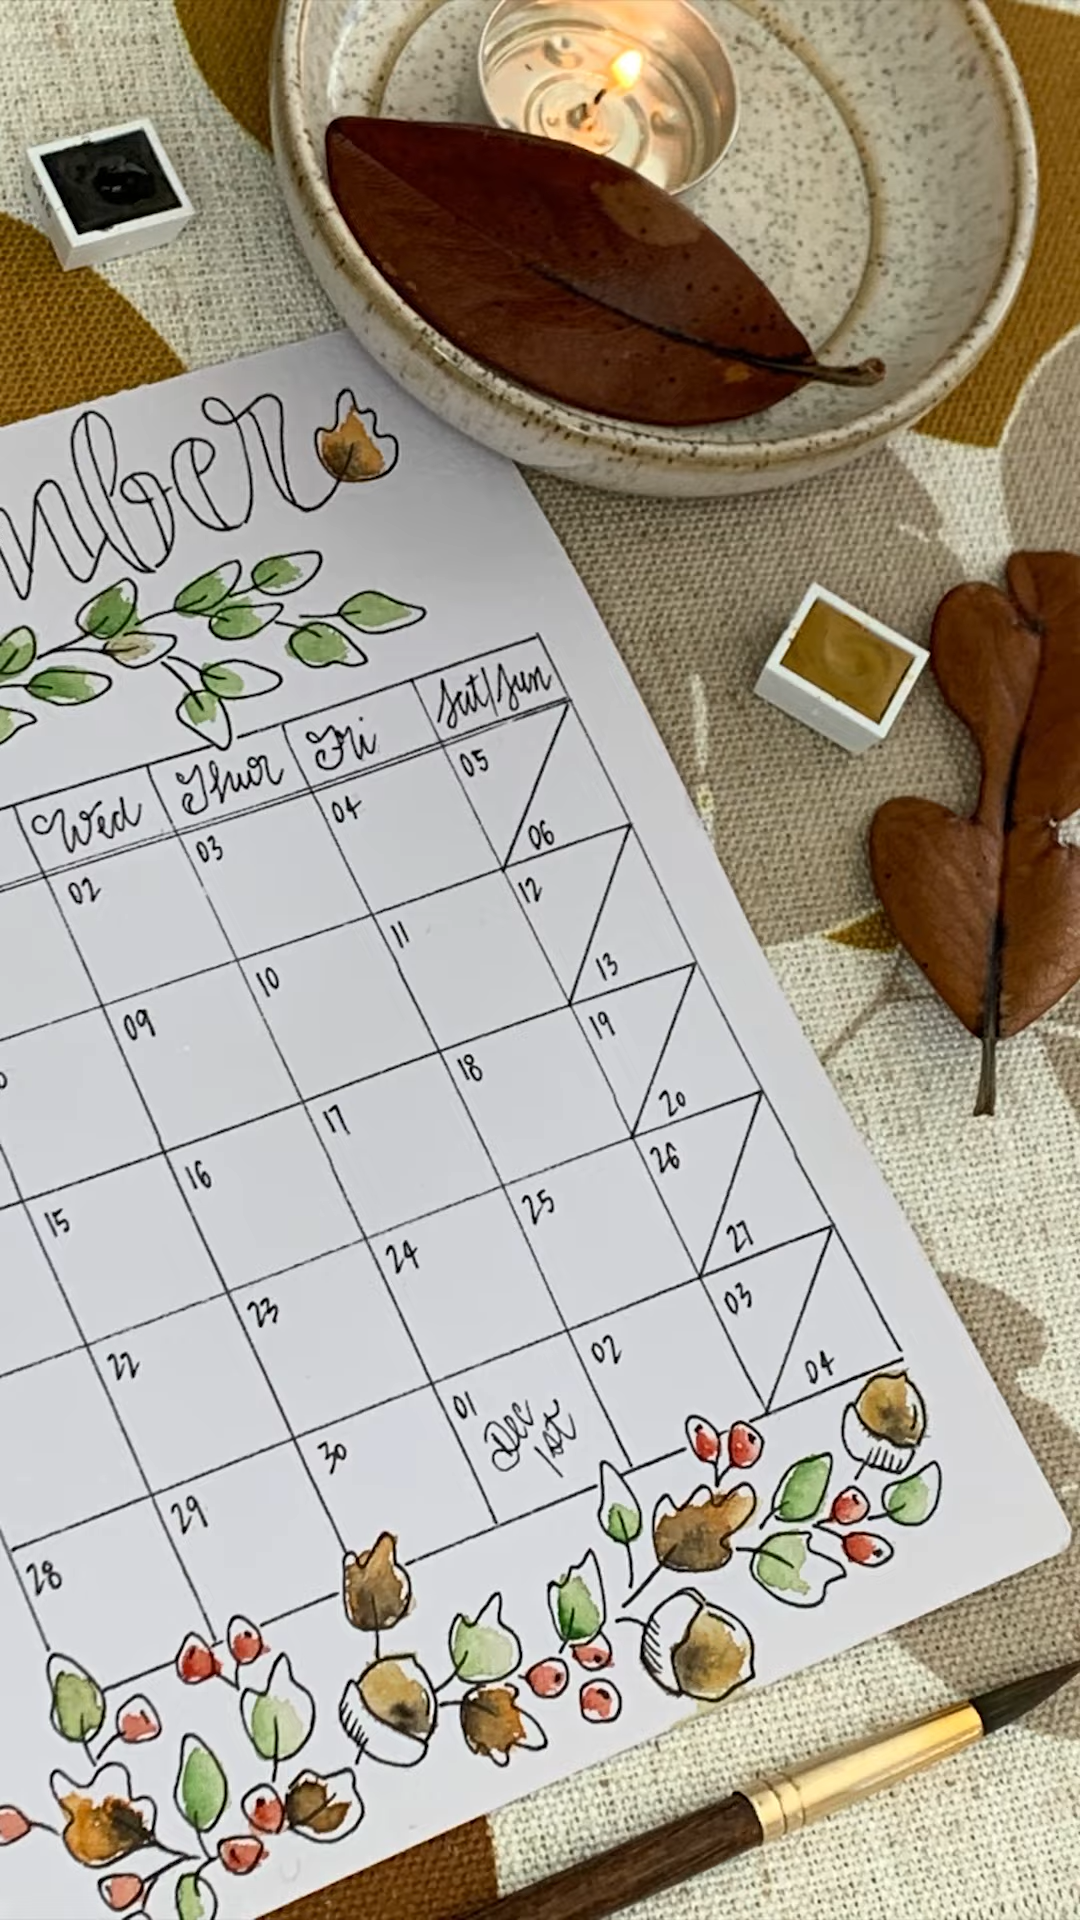 mber
Wed Thur Fri Sat/Sun
02 03 04 05 06
09 10 11 12 13
15 16 17 18 19 20
22 23 24 25 26 27
28 29 30 01 02 03 04
Dec
1st